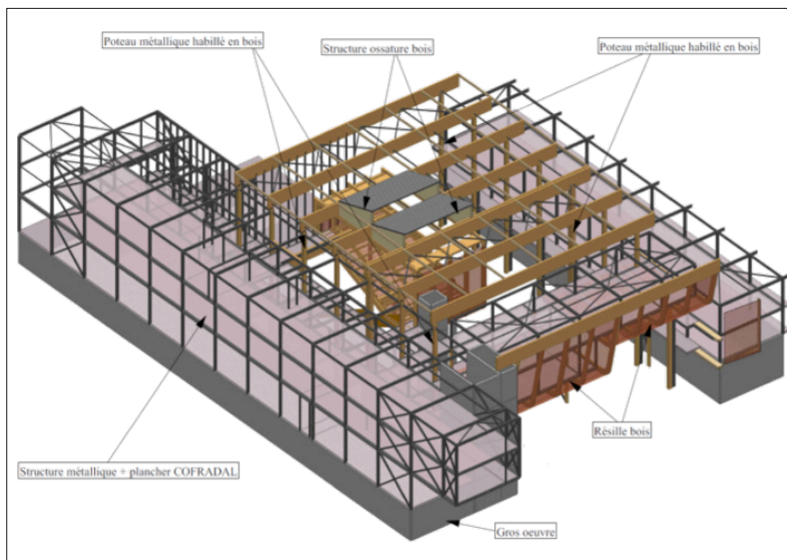 Poteau métallique habillé en bois
Structure ossature bois
Poteau métallique habillé en bois
Résille bois
Structure métallique + plancher COFRADAL
Gros oeuvre